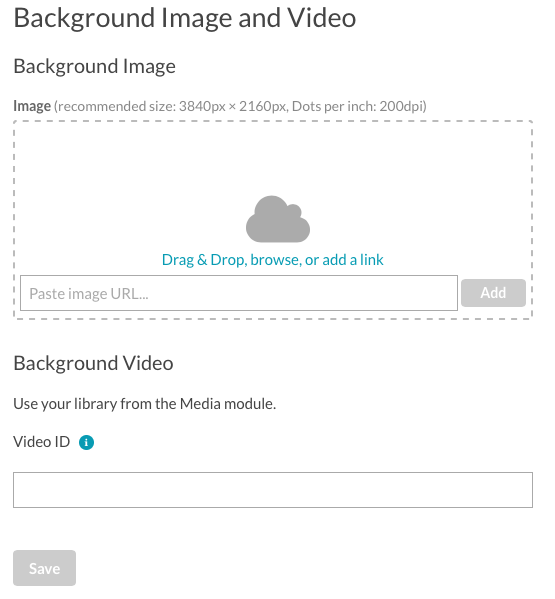 Background Image and Video
Background Image
Image (recommended size: 3840px × 2160px, Dots per inch: 200dpi)
Drag & Drop, browse, or add a link
Paste image URL...
Add
Background Video
Use your library from the Media module.
Video ID i
Save